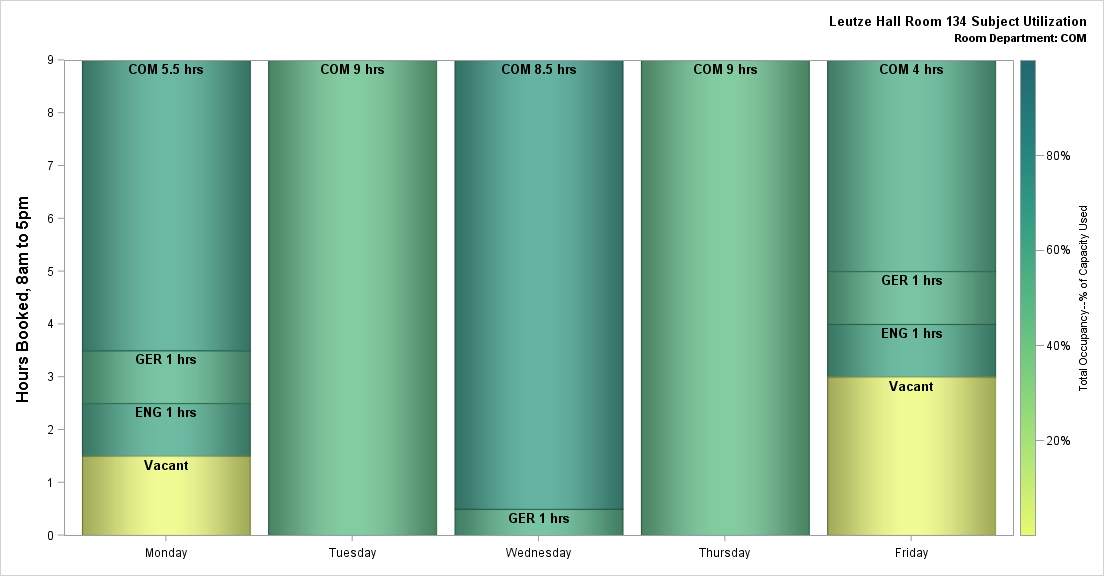 Leutze Hall Room 134 Subject Utilization
Room Department: COM
Hours Booked, 8am to 5pm
9
8
7
6
5
4
3
2
1
0
COM 5.5 hrs
GER 1 hrs
ENG 1 hrs
Vacant
COM 9 hrs
COM 8.5 hrs
GER 1 hrs
COM 9 hrs
COM 4 hrs
GER 1 hrs
ENG 1 hrs
Vacant
Monday
Tuesday
Wednesday
Thursday
Friday
80%
60%
40%
20%
Total Occupancy--% of Capacity Used